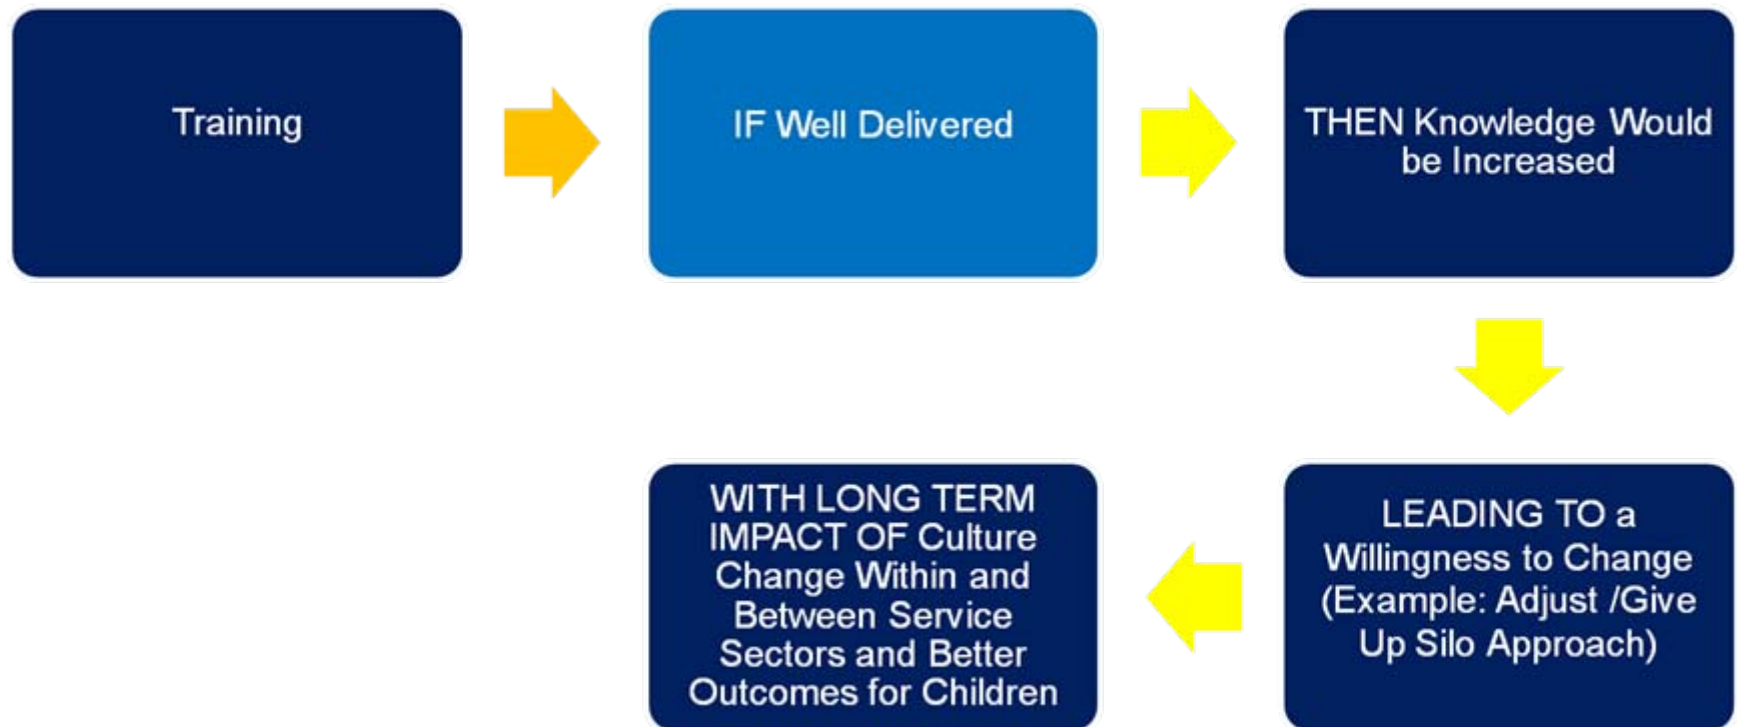 Training
IF Well Delivered
THEN Knowledge Would
be Increased
LEADING TO a
Willingness to Change
(Example: Adjust /Give
Up Silo Approach)
WITH LONG TERM
IMPACT OF Culture
Change Within and
Between Service
Sectors and Better
Outcomes for Children